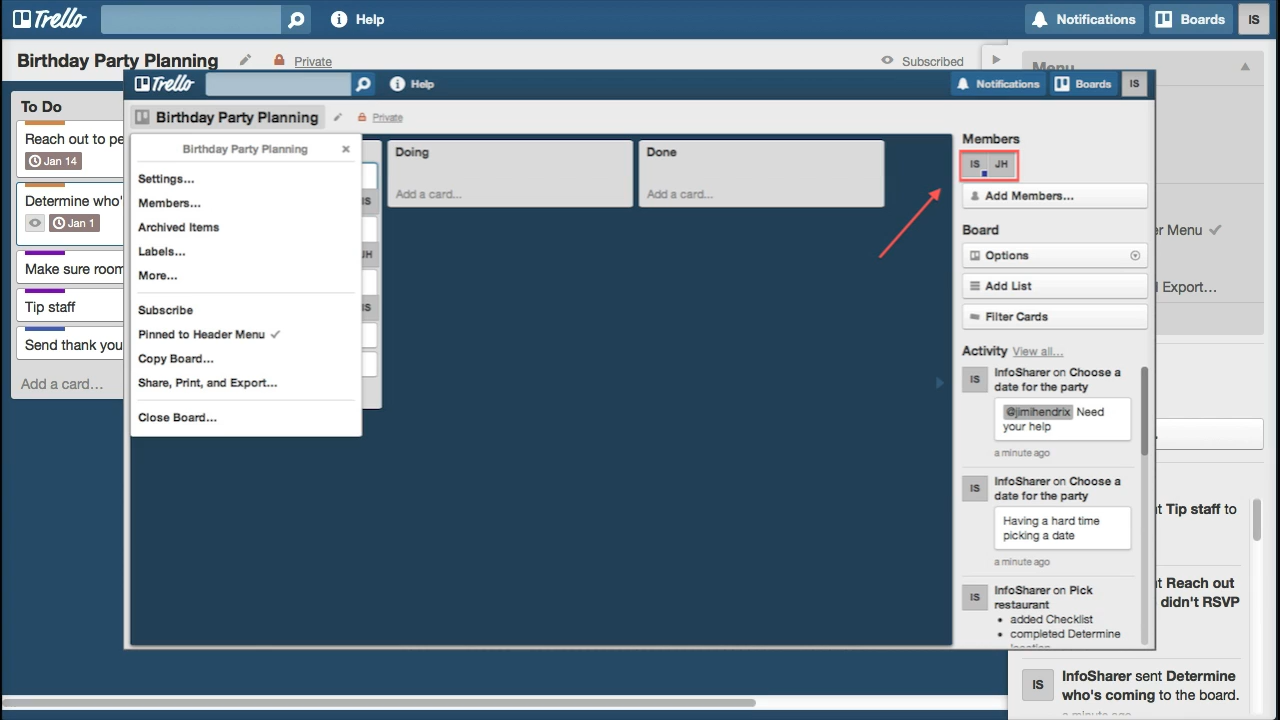 Trello
Help
Notifications
Boards
IS
Birthday Party Planning
Private
Subscribed
Menu
To Do
Reach out to pe
Jan 14
Determine who'
Jan 1
Make sure room
Tip staff
Send thank you
Add a card...
Trello
Help
Notifications
Boards
IS
Birthday Party Planning
Private
Birthday Party Planning
Settings...
Members...
Archived Items
Labels...
More...
Subscribe
Pinned to Header Menu
Copy Board...
Share, Print, and Export...
Close Board...
IS
JH
IS
Doing
Add a card...
Done
Add a card...
Members
IS JH
Add Members...
Board
Options
Add List
Filter Cards
Activity View all...
IS
InfoSharer on Choose a
date for the party
@jimihendrix Need
your help
a minute ago
IS
InfoSharer on Choose a
date for the party
Having a hard time
picking a date
a minute ago
IS
InfoSharer on Pick
restaurant
• added Checklist
• completed Determine
er Menu
Export...
t Tip staff to
t Reach out
didn't RSVP
IS
InfoSharer sent Determine
who's coming to the board.